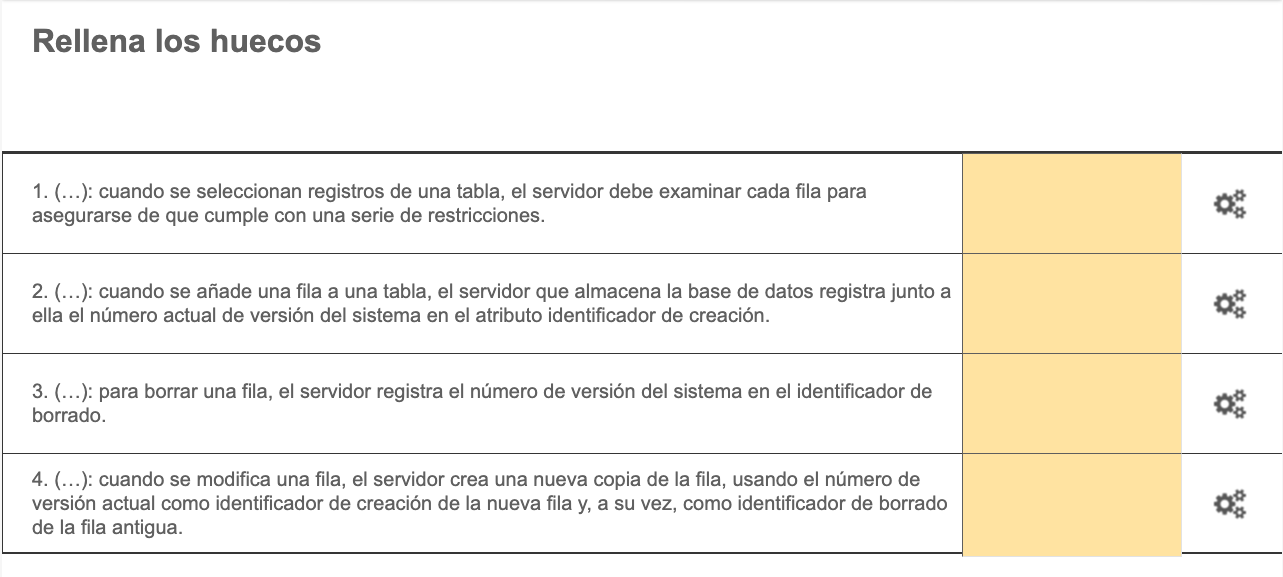 Rellena los huecos
1. (…): cuando se seleccionan registros de una tabla, el servidor debe examinar cada fila para
asegurarse de que cumple con una serie de restricciones.
2. (…): cuando se añade una fila a una tabla, el servidor que almacena la base de datos registra junto a
ella el número actual de versión del sistema en el atributo identificador de creación.
3. (…): para borrar una fila, el servidor registra el número de versión del sistema en el identificador de
borrado.
4. (…): cuando se modifica una fila, el servidor crea una nueva copia de la fila, usando el número de
versión actual como identificador de creación de la nueva fila y, a su vez, como identificador de borrado
de la fila antigua.